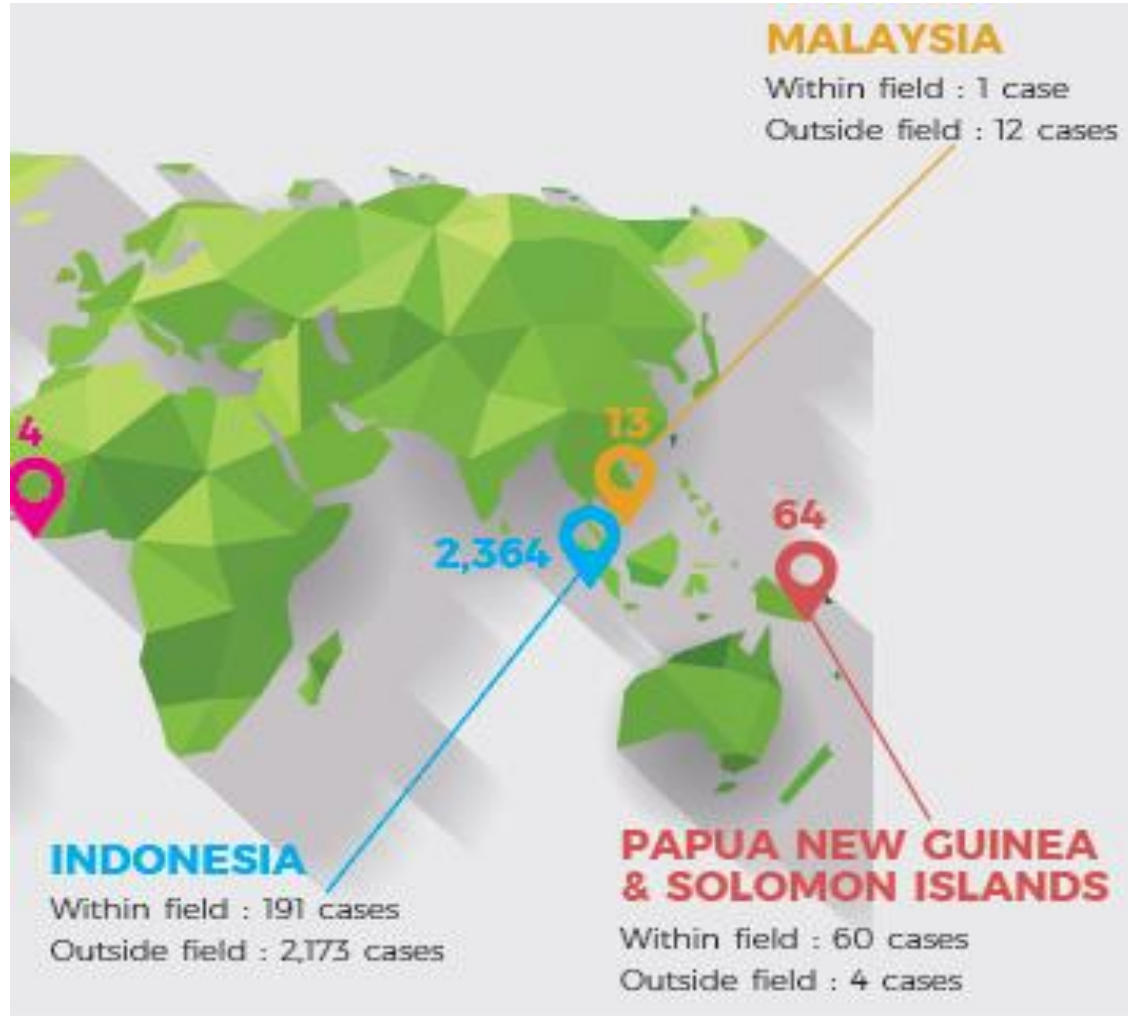 MALAYSIA
Within field : 1 case
Outside field : 12 cases
4
13
2,364
64
INDONESIA
Within field : 191 cases
Outside field : 2,173 cases
PAPUA NEW GUINEA
& SOLOMON ISLANDS
Within field : 60 cases
Outside field : 4 cases